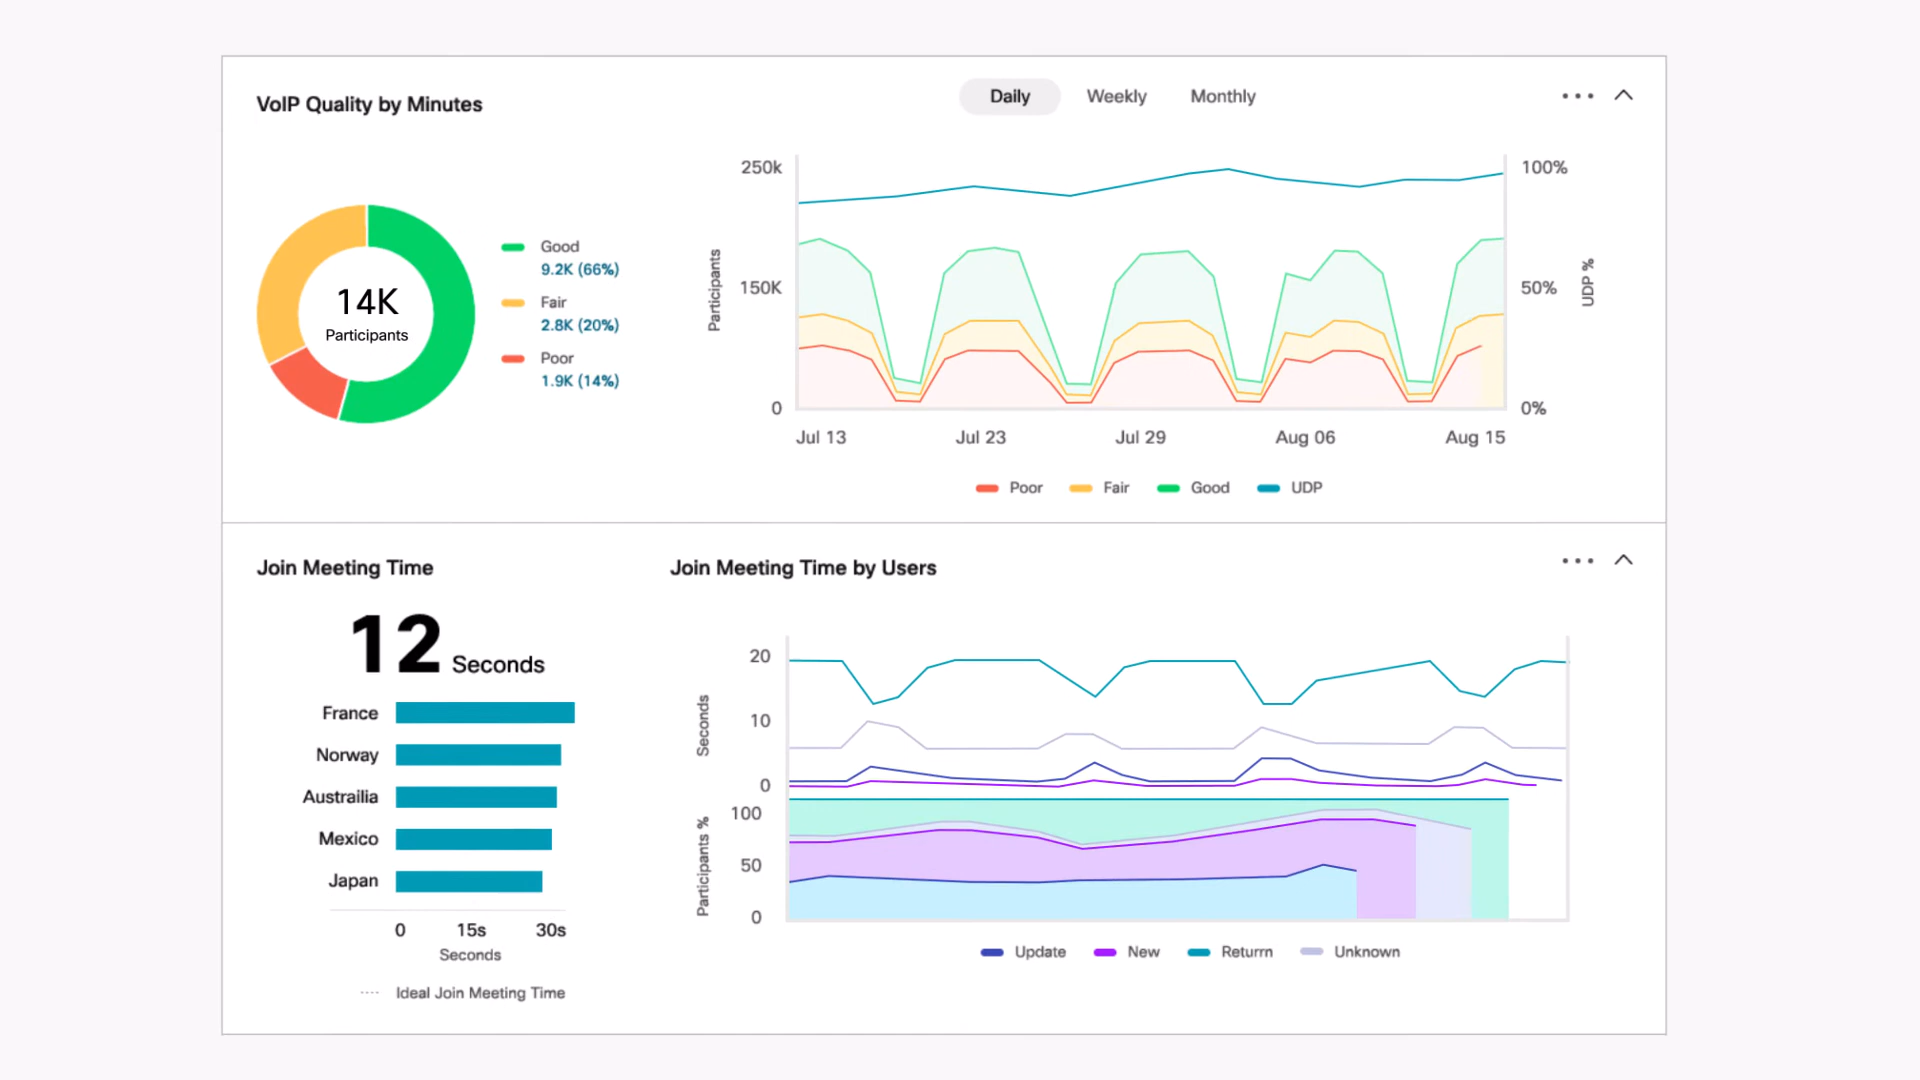 VoIP Quality by Minutes
Daily Weekly Monthly
14K
Participants
Good
9.2K (66%)
Fair
2.8K (20%)
Poor
1.9K (14%)
Participants
250k
150K
0
100%
50%
0%
UDP %
Jul 13 Jul 23 Jul 29 Aug 06 Aug 15
Poor Fair Good UDP
Join Meeting Time
12 Seconds
France
Norway
Austrailia
Mexico
Japan
0 15s 30s
Seconds
Ideal Join Meeting Time
Join Meeting Time by Users
Seconds
20
10
0
Participants %
100
50
0
Update New Returrn Unknown